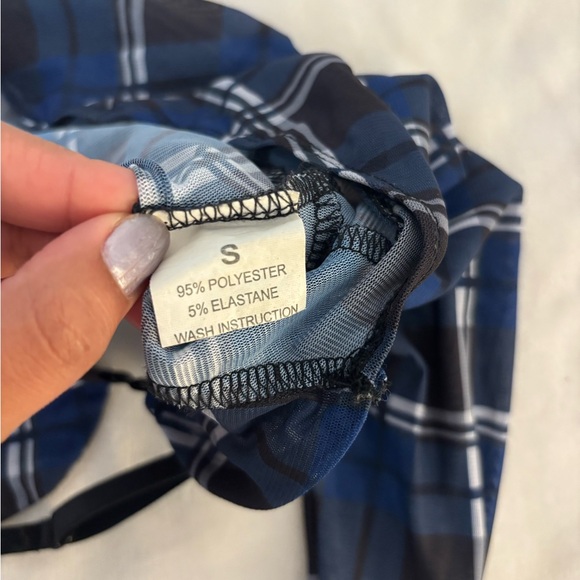 S
95% POLYESTER
5% ELASTANE
WASH INSTRUCTION